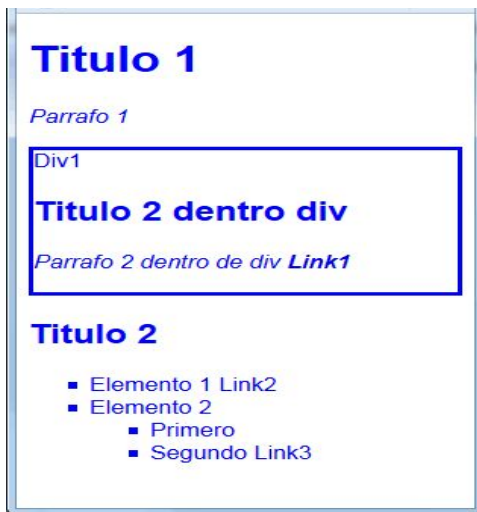 Titulo 1
Parrafo 1
Div1
Titulo 2 dentro div
Parrafo 2 dentro de div Link1
Titulo 2
Elemento 1 Link2
Elemento 2
Primero
Segundo Link3